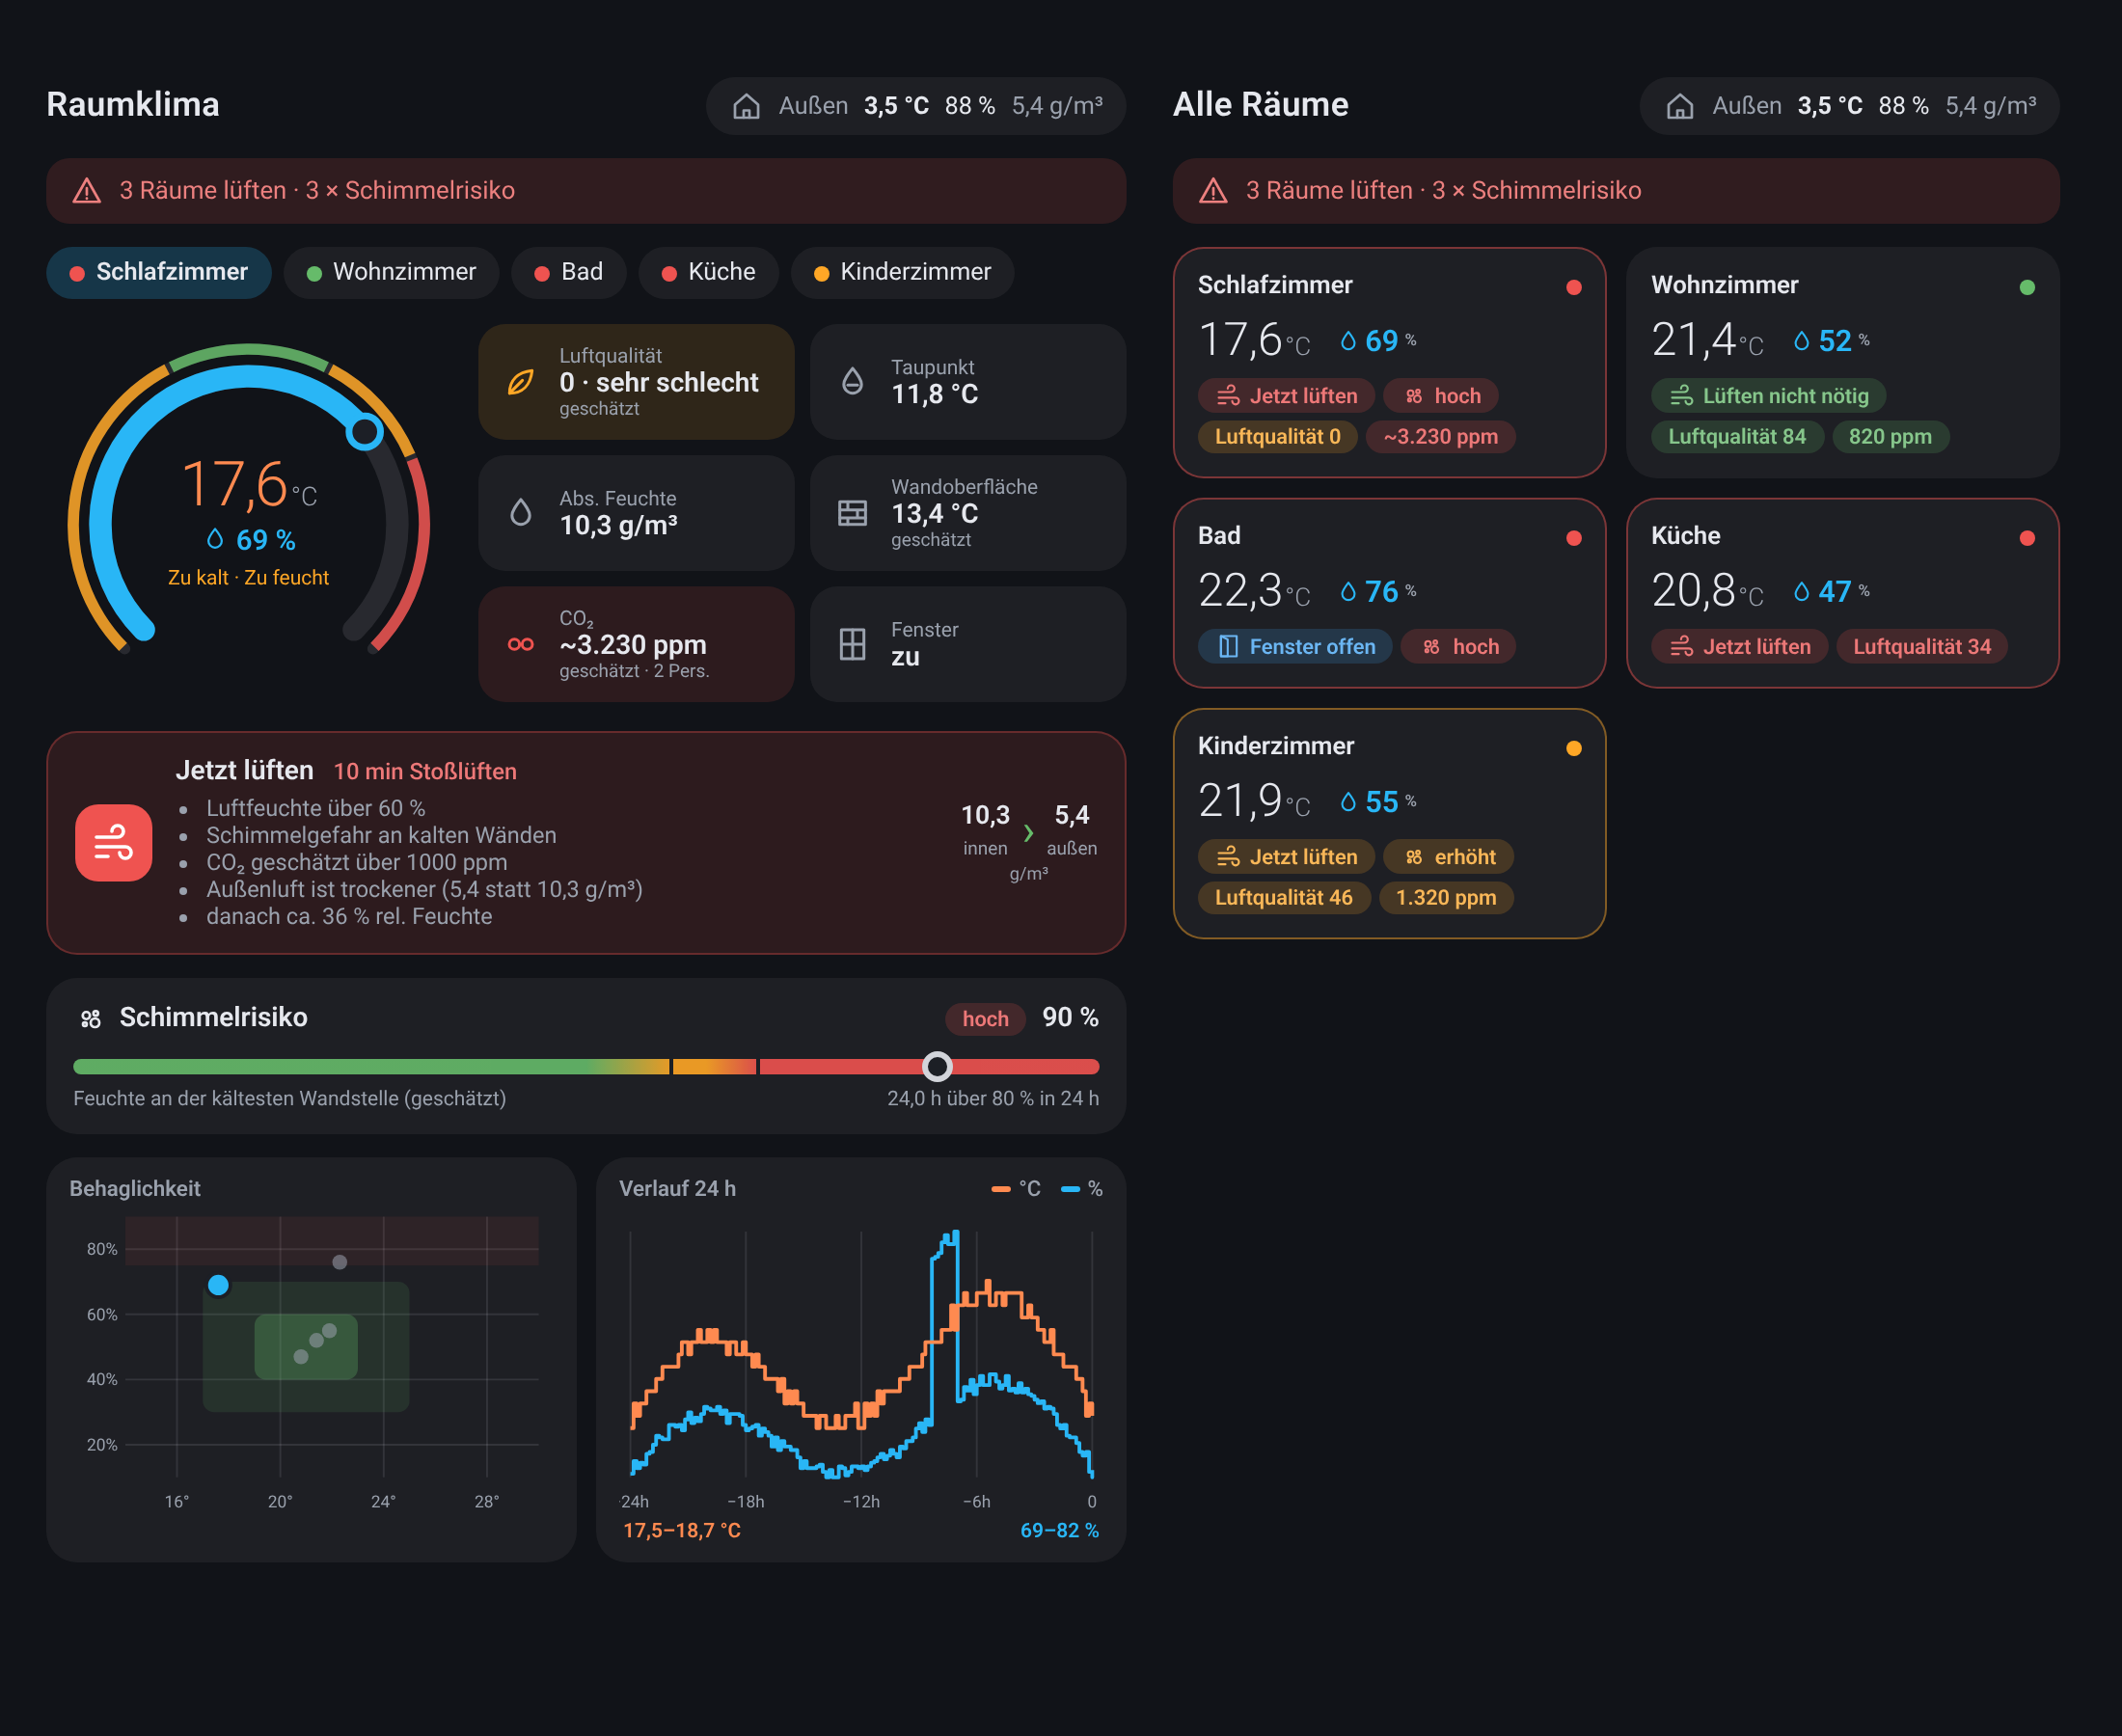 Raumklima
Außen 3,5 °C 88 % 5,4 g/m³
3 Räume lüften · 3 × Schimmelrisiko
Schlafzimmer
Wohnzimmer
Bad
Küche
Kinderzimmer
17,6 °C
69 %
Zu kalt · Zu feucht
Luftqualität
0 · sehr schlecht
geschätzt
Taupunkt
11,8 °C
Abs. Feuchte
10,3 g/m³
Wandoberfläche
13,4 °C
geschätzt
CO₂
~3.230 ppm
geschätzt · 2 Pers.
Fenster
zu
Jetzt lüften 10 min Stoßlüften
• Luftfeuchte über 60 %
• Schimmelgefahr an kalten Wänden
• CO₂ geschätzt über 1000 ppm
• Außenluft ist trockener (5,4 statt 10,3 g/m³)
• danach ca. 36 % rel. Feuchte
10,3 › 5,4
innen außen
g/m³
Schimmelrisiko
hoch 90 %
Feuchte an der kältesten Wandstelle (geschätzt)
24,0 h über 80 % in 24 h
Behaglichkeit
80%
60%
40%
20%
16° 20° 24° 28°
Verlauf 24 h
°C %
24h −18h −12h −6h 0
17,5–18,7 °C
69–82 %
Alle Räume
Außen 3,5 °C 88 % 5,4 g/m³
3 Räume lüften · 3 × Schimmelrisiko
Schlafzimmer
17,6 °C 69 %
Jetzt lüften hoch
Luftqualität 0 ~3.230 ppm
Wohnzimmer
21,4 °C 52 %
Lüften nicht nötig
Luftqualität 84 820 ppm
Bad
22,3 °C 76 %
Fenster offen hoch
Küche
20,8 °C 47 %
Jetzt lüften Luftqualität 34
Kinderzimmer
21,9 °C 55 %
Jetzt lüften erhöht
Luftqualität 46 1.320 ppm